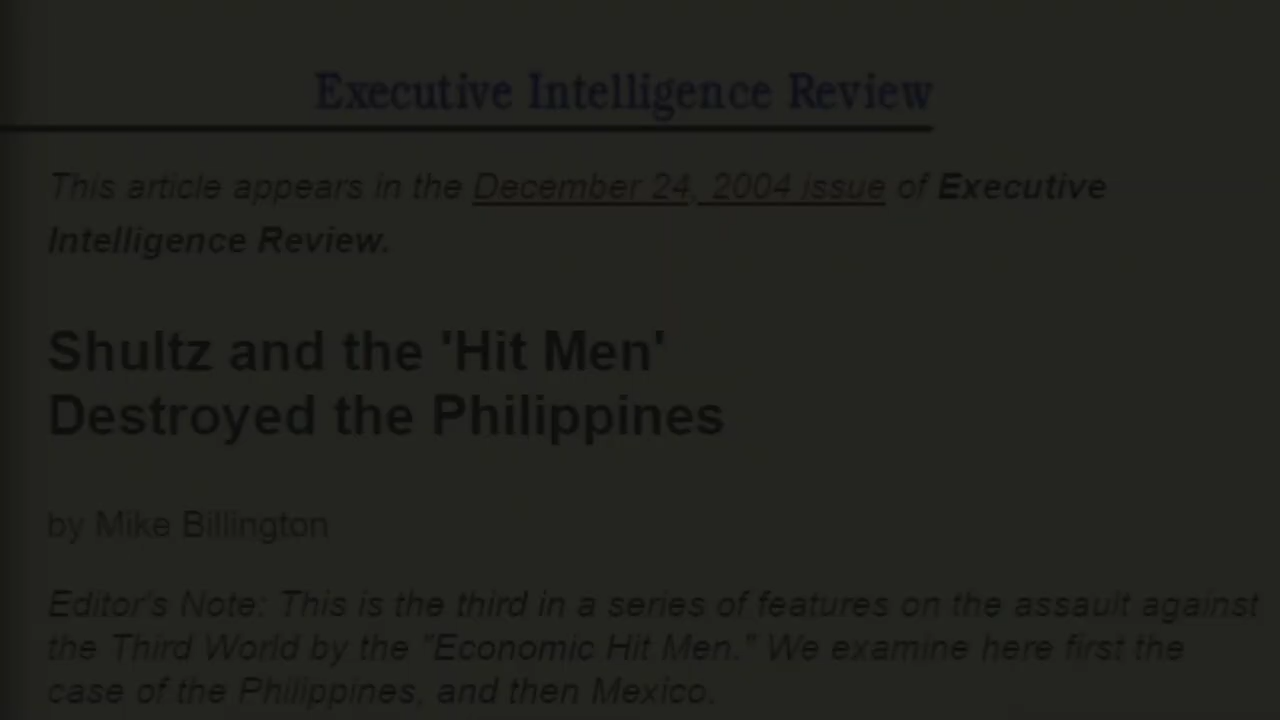 Executive Intelligence Review
This article appears in the December 24, 2004 issue of Executive
Intelligence Review.
Shultz and the 'Hit Men'
Destroyed the Philippines
by Mike Billington
Editor's Note: This is the third in a series of features on the assault against
the Third World by the "Economic Hit Men." We examine here first the
case of the Philippines, and then Mexico.